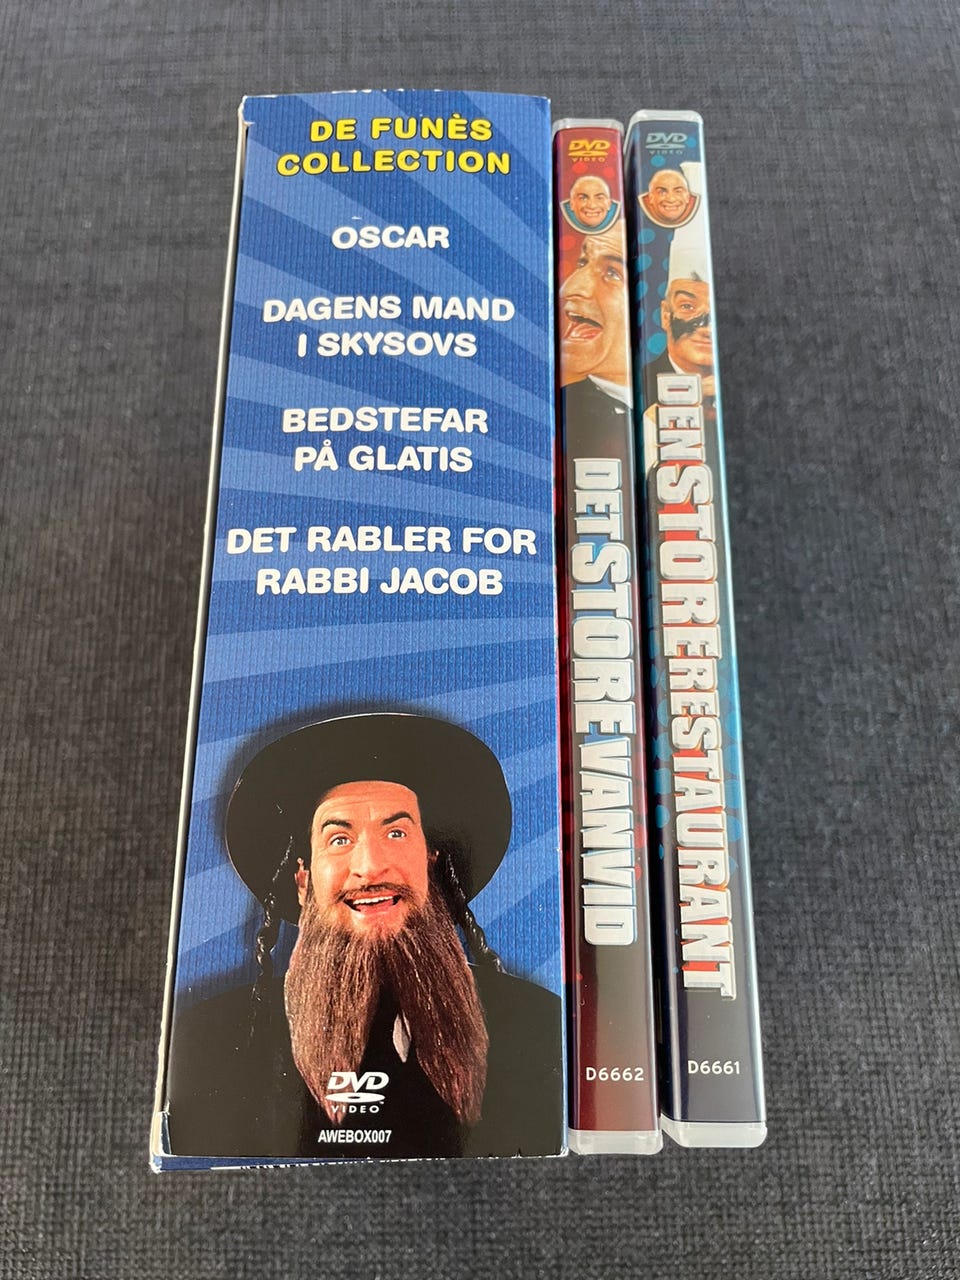 DE FUNÈS
COLLECTION
OSCAR
DAGENS MAND
I SKYSOVS
BEDSTEFAR
PÅ GLATIS
DET RABLER FOR
RABBI JACOB
DVD
VIDEO
AWEBOX007
DVD
VIDEO
DET STORE VANVID
D6662
DVD
VIDEO
DEN STORE RESTAURANT
D6661